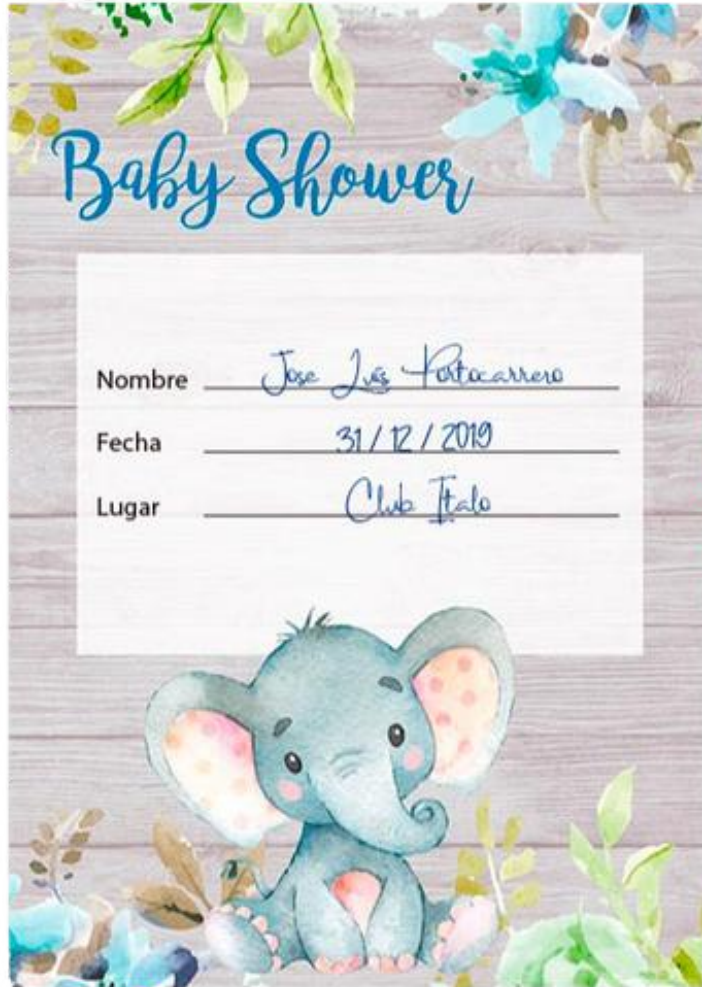 Baby Shower
Nombre Jose Luis Portocarrero
Fecha 31 / 12 / 2019
Lugar Club Italo